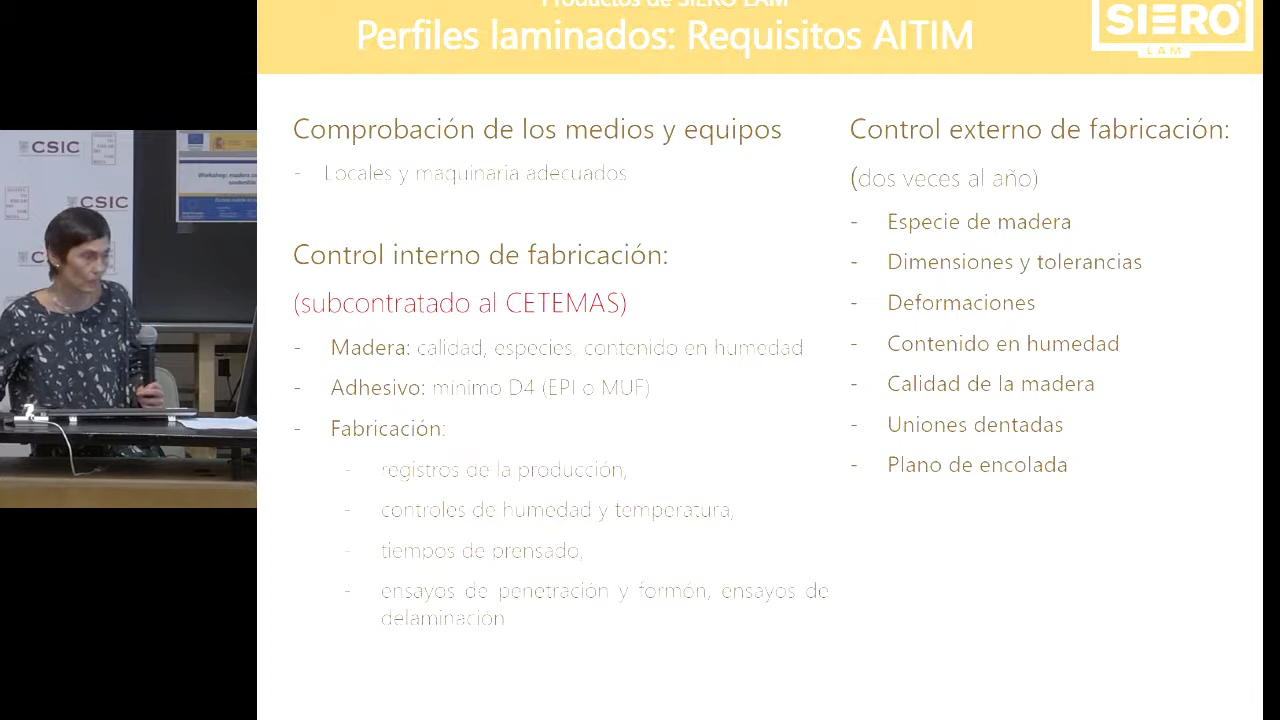 Productos de SIERO LAM
Perfiles laminados: Requisitos AITIM
SIERO
LAM
CSIC
CSIC
Comprobación de los medios y equipos
- Locales y maquinaria adecuados
Control interno de fabricación:
(subcontratado al CETEMAS)
- Madera: calidad, especies, contenido en humedad
- Adhesivo: mínimo D4 (EPI o MUF)
- Fabricación:
- registros de la producción,
- controles de humedad y temperatura,
- tiempos de prensado,
- ensayos de penetración y formón, ensayos de
delaminación
Control externo de fabricación:
(dos veces al año)
- Especie de madera
- Dimensiones y tolerancias
- Deformaciones
- Contenido en humedad
- Calidad de la madera
- Uniones dentadas
- Plano de encolada